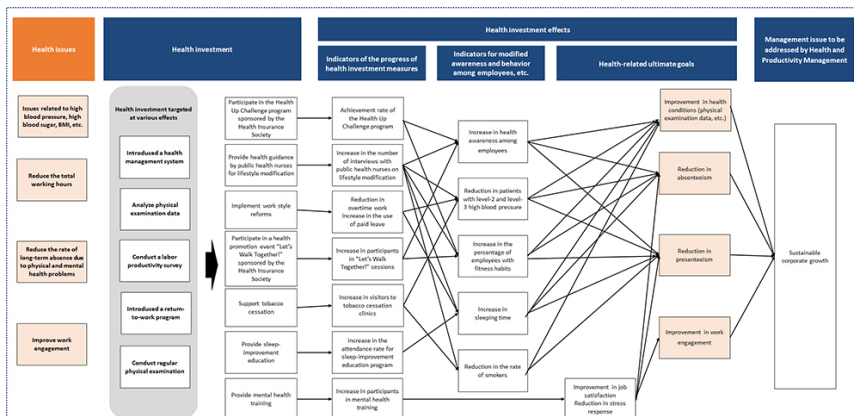 Health issues
Health investment
Health investment effects
Indicators of the progress of
health investment measures
Indicators for modified
awareness and behavior
among employees, etc.
Health-related ultimate goals
Management issue to be
addressed by Health and
Productivity Management
Issues related to high
blood pressure, high
blood sugar, BMI, etc.
Reduce the total
working hours
Reduce the rate of
long-term absence due
to physical and mental
health problems
Improve work
engagement
Health investment targeted
at various effects
Introduced a health
management system
Analyze physical
examination data
Conduct a labor
productivity survey
Introduced a return-
to-work program
Conduct regular
physical examination
Participate in the Health
Up Challenge program
sponsored by the
Health Insurance
Society
Provide health guidance
by public health nurses for
lifestyle modification
Implement work style
reforms
Participate in a health
promotion event "Let's
Walk Together!"
sponsored by the
Health Insurance
Society
Support tobacco
cessation
Provide sleep-
improvement
education
Provide mental health
training
Achievement rate of
the Health Up
Challenge program
Increase in the number
of interviews with
public health nurses on
lifestyle modification
Reduction in
overtime work
Increase in the use
of paid leave
Increase in participants
in "Let's Walk
Together!" sessions
Increase in visitors to
tobacco cessation
clinics
Increase in the
attendance rate for
sleep-improvement
education program
Increase in participants
in mental health
training
Increase in health
awareness among
employees
Reduction in patients
with level-2 and level-
3 high blood pressure
Increase in the
percentage of
employees with
fitness habits
Increase in
sleeping time
Reduction in the rate
of smokers
Improvement in job
satisfaction
Reduction in stress
response
Improvement in health
conditions (physical
examination data, etc.)
Reduction in
absenteeism
Reduction in
presenteeism
Improvement in work
engagement
Sustainable
corporate growth